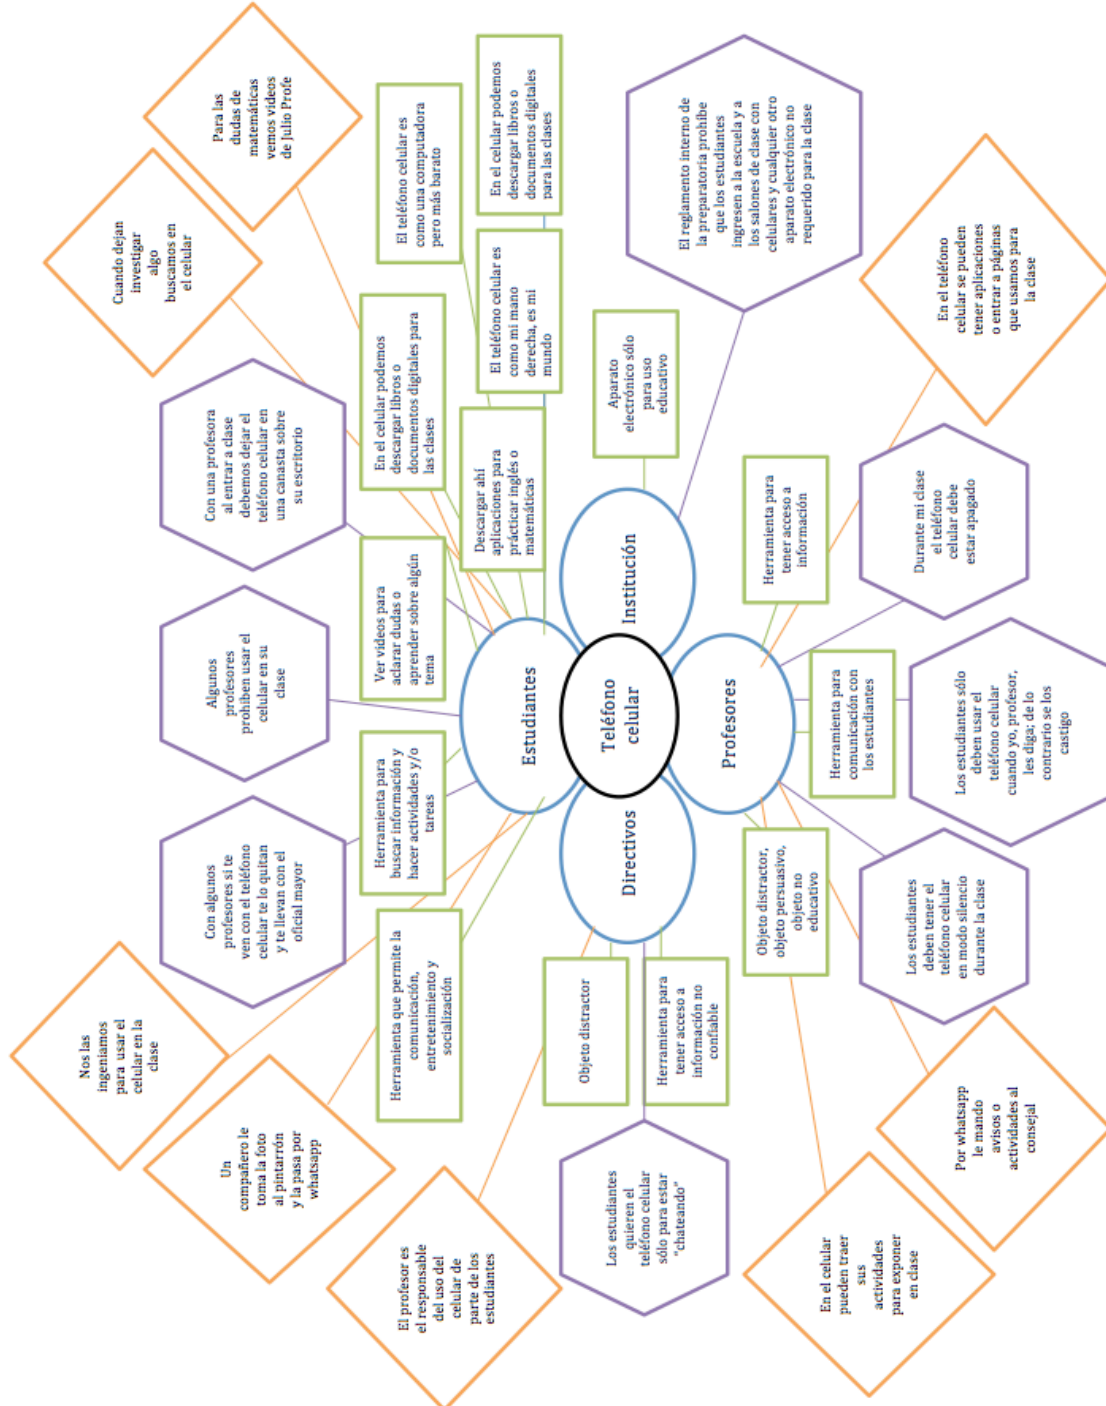 Nos las
ingeniamos
para usar el
celular en la
clase
Cuando dejan
investigar
algo
buscamos en
el celular
Un
compañero le
toma la foto
al pintarrón
y la pasa por
whatsapp
Con algunos
profesores si te
ven con el teléfono
celular te lo quitan
y te llevan con el
oficial mayor
Algunos
profesores
prohiben usar el
celular en su
clase
Con una profesora
al entrar a clase
debemos dejar el
teléfono celular en
una canasta sobre
su escritorio
Para las
dudas de
matemáticas
vemos videos
de Julio Profe
El profesor es
el responsable
del uso del
celular de
parte de los
estudiantes
Herramienta que permite la
comunicación,
entretenimiento y
socialización
Herramienta para
buscar información y
hacer actividades y/o
tareas
Ver videos para
aclarar dudas o
aprender sobre algún
tema
En el celular podemos
descargar libros o
documentos digitales para
las clases
El teléfono celular es
como una computadora
pero más barato
Descargar ahí
aplicaciones para
prácticar inglés o
matemáticas
El teléfono celular es
como mi mano
derecha, es mi
mundo
En el celular podemos
descargar libros o
documentos digitales
para las clases
Estudiantes
Objeto distractor
Los estudiantes
quieren el
teléfono celular
sólo para estar
"chateando"
Herramienta para
tener acceso a
información no
confiable
Directivos
Teléfono
celular
Institución
Aparato
electrónico sólo
para uso
educativo
El reglamento interno de
la preparatoria prohíbe
que los estudiantes
ingresen a la escuela y a
los salones de clase con
celulares y cualquier otro
aparato electrónico no
requerido para la clase
Profesores
Objeto distractor,
objeto persuasivo,
objeto no
educativo
Herramienta para
tener acceso a
información
Herramienta para
comunicación con
los estudiantes
En el celular
pueden traer
sus
actividades
para exponer
en clase
Los estudiantes
deben tener el
teléfono celular
en modo silencio
durante la clase
Durante mi clase
el teléfono
celular debe
estar apagado
En el teléfono
celular se pueden
tener aplicaciones
o entrar a páginas
que usamos para
la clase
Por whatsapp
le mando
avisos o
actividades al
consejal
Los estudiantes sólo
deben usar el
teléfono celular
cuando yo, profesor,
les diga; de lo
contrario se los
castigo